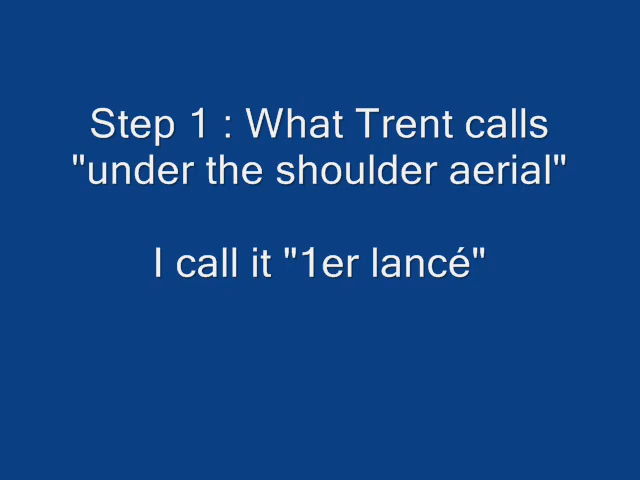 Step 1 : What Trent calls
"under the shoulder aerial"
I call it "1er lancé"